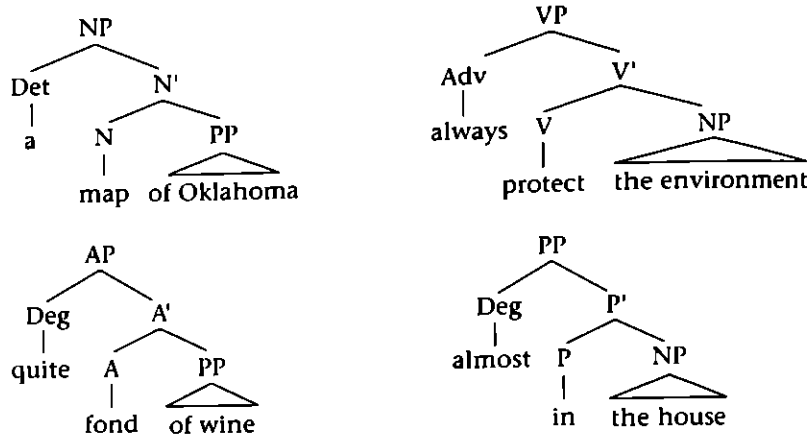 NP
Det N'
a N PP
map of Oklahoma
VP
Adv V'
always V NP
protect the environment
AP
Deg A'
quite A PP
fond of wine
PP
Deg P'
almost P NP
in the house